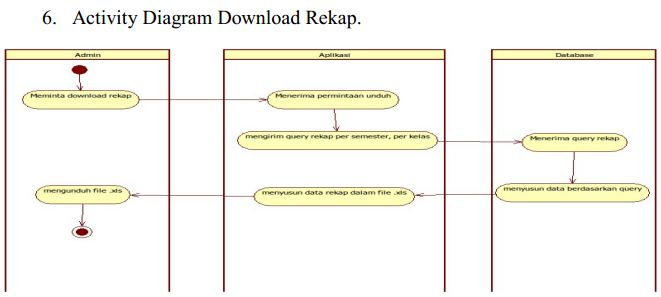 6. Activity Diagram Download Rekap.
Admin
Aplikasi
Database
Meminta download rekap
Menerima permintaan unduh
mengirim query rekap per semester, per kelas
Menerima query rekap
mengunduh file .xls
menyusun data rekap dalam file .xls
menyusun data berdasarkan query